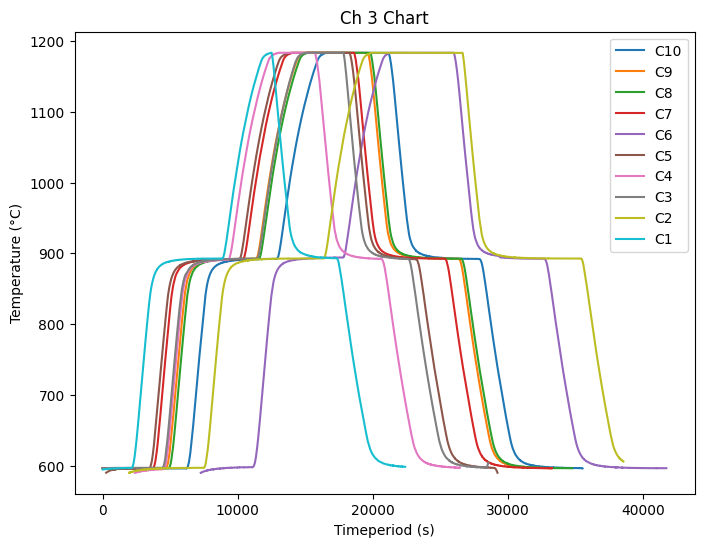 Ch 3 Chart
Temperature (°C)
1200
1100
1000
900
800
700
600
0
10000
20000
30000
40000
Timeperiod (s)
C10
C9
C8
C7
C6
C5
C4
C3
C2
C1